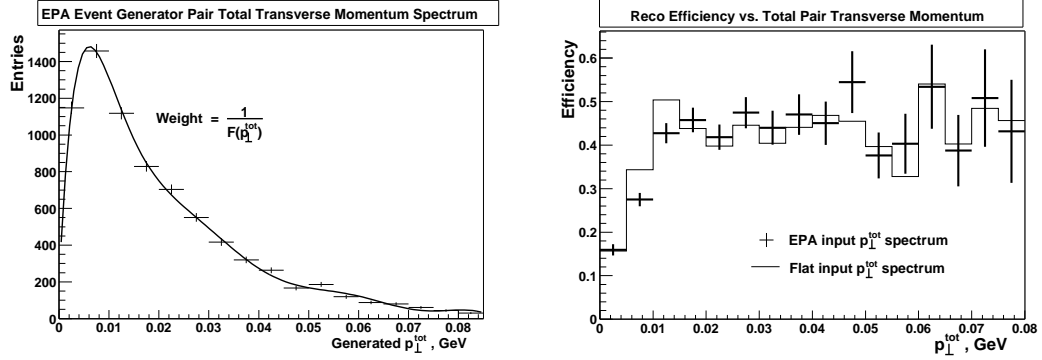 EPA Event Generator Pair Total Transverse Momentum Spectrum
Entries
1400
1200
1000
800
600
400
200
0
Weight = 1 / F(p⊥^tot)
0 0.01 0.02 0.03 0.04 0.05 0.06 0.07 0.08
Generated p⊥^tot , GeV
Reco Efficiency vs. Total Pair Transverse Momentum
Efficiency
0.6
0.5
0.4
0.3
0.2
0.1
0
EPA input p⊥^tot spectrum
Flat input p⊥^tot spectrum
0 0.01 0.02 0.03 0.04 0.05 0.06 0.07 0.08
p⊥^tot , GeV